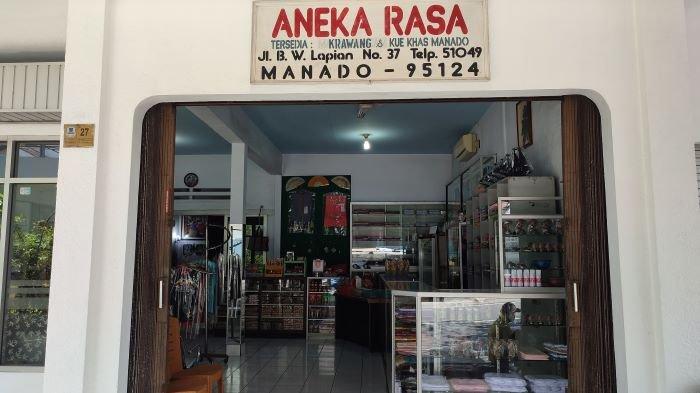 ANEKA RASA
TERSEDIA : KRAWANG & KUE KHAS MANADO
Jl. B. W. Lapian No. 37 Telp. 51049
MANADO - 95124
27